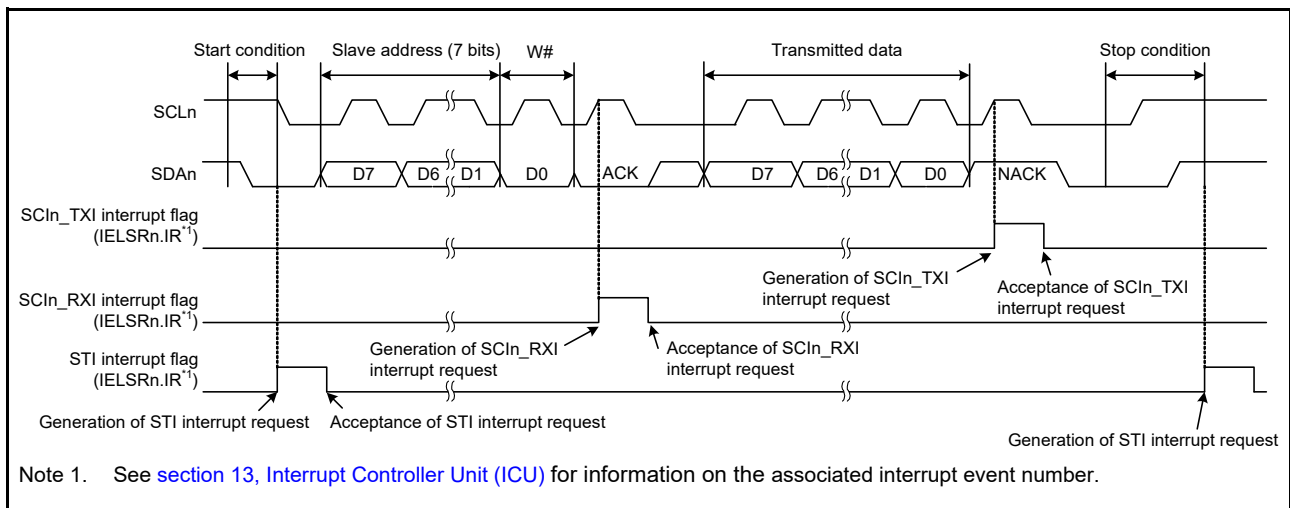 Start condition
Slave address (7 bits)
W#
Transmitted data
Stop condition
SCLn
SDAn
D7
D6
D1
D0
ACK
D7
D6
D1
D0
NACK
SCIn_TXI interrupt flag
(IELSRn.IR*1)
Generation of SCIn_TXI
interrupt request
Acceptance of SCIn_TXI
interrupt request
SCIn_RXI interrupt flag
(IELSRn.IR*1)
Generation of SCIn_RXI
interrupt request
Acceptance of SCIn_RXI
interrupt request
STI interrupt flag
(IELSRn.IR*1)
Generation of STI interrupt request
Acceptance of STI interrupt request
Generation of STI interrupt request
Note 1. See section 13, Interrupt Controller Unit (ICU) for information on the associated interrupt event number.